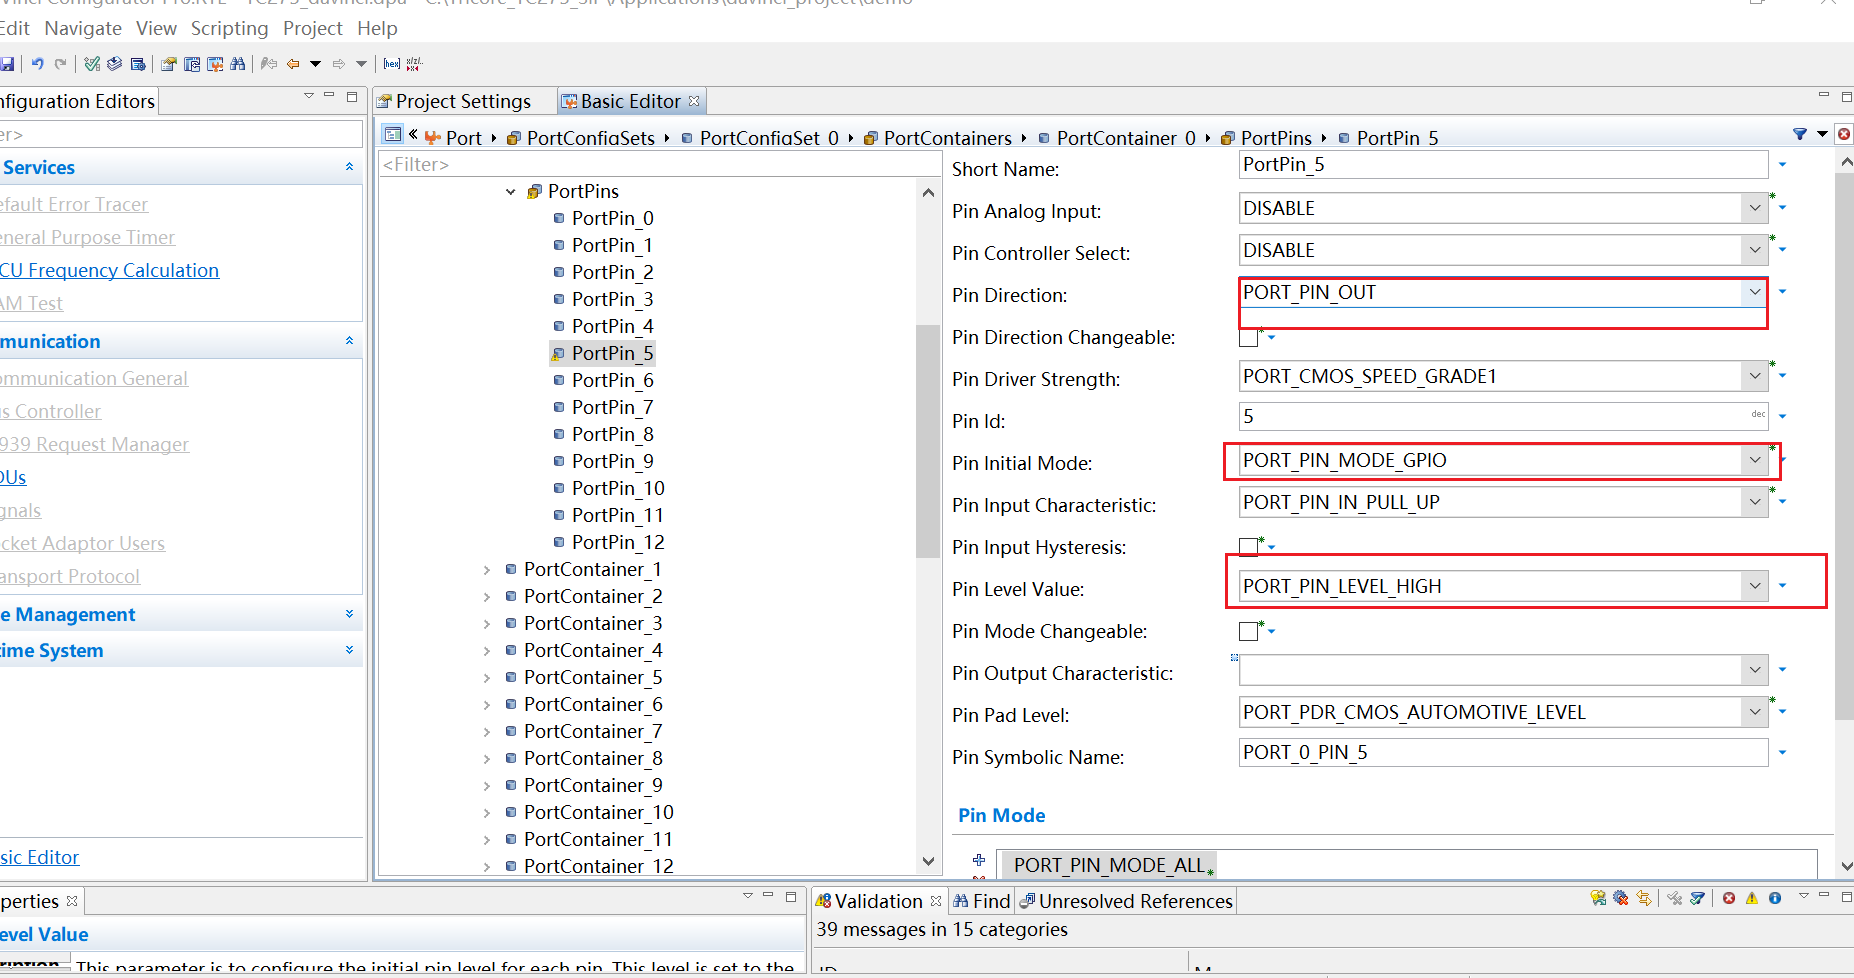 Edit Navigate View Scripting Project Help
nfiguration Editors
Project Settings
Basic Editor
er>
Port PortConfigSets PortConfigSet_0 PortContainers PortContainer_0 PortPins PortPin_5
<Filter>
Services
efault Error Tracer
eneral Purpose Timer
CU Frequency Calculation
AM Test
munication
ommunication General
s Controller
939 Request Manager
DUs
gnals
cket Adaptor Users
ansport Protocol
e Management
time System
sic Editor
PortPins
PortPin_0
PortPin_1
PortPin_2
PortPin_3
PortPin_4
PortPin_5
PortPin_6
PortPin_7
PortPin_8
PortPin_9
PortPin_10
PortPin_11
PortPin_12
PortContainer_1
PortContainer_2
PortContainer_3
PortContainer_4
PortContainer_5
PortContainer_6
PortContainer_7
PortContainer_8
PortContainer_9
PortContainer_10
PortContainer_11
PortContainer_12
Short Name: PortPin_5
Pin Analog Input: DISABLE
Pin Controller Select: DISABLE
Pin Direction: PORT_PIN_OUT
Pin Direction Changeable:
Pin Driver Strength: PORT_CMOS_SPEED_GRADE1
Pin Id: 5 dec
Pin Initial Mode: PORT_PIN_MODE_GPIO
Pin Input Characteristic: PORT_PIN_IN_PULL_UP
Pin Input Hysteresis:
Pin Level Value: PORT_PIN_LEVEL_HIGH
Pin Mode Changeable:
Pin Output Characteristic:
Pin Pad Level: PORT_PDR_CMOS_AUTOMOTIVE_LEVEL
Pin Symbolic Name: PORT_0_PIN_5
Pin Mode
PORT_PIN_MODE_ALL
perties
evel Value
This parameter is to configure the initial pin level for each pin. This level is set to the
Validation
Find
Unresolved References
39 messages in 15 categories